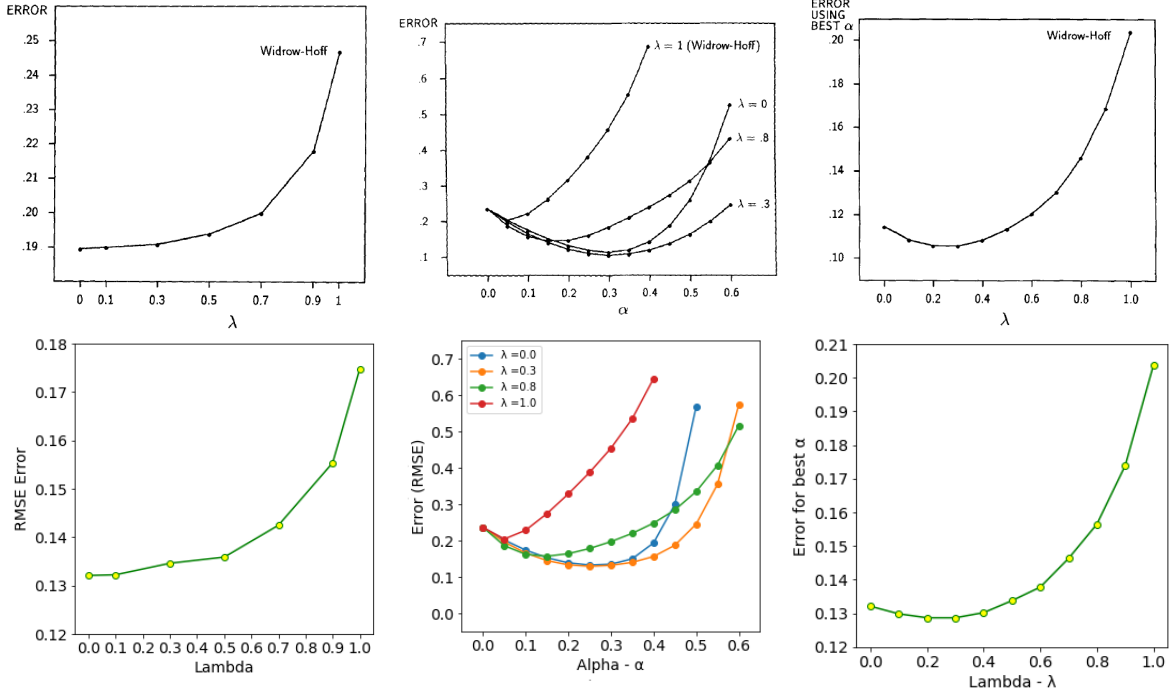 ERROR
.25
.24
.23
.22
.21
.20
.19
Widrow-Hoff
0 0.1 0.3 0.5 0.7 0.9 1
λ
ERROR
.7
.6
.5
.4
.3
.2
.1
λ = 1 (Widrow-Hoff)
λ = 0
λ = .8
λ = .3
0.0 0.1 0.2 0.3 0.4 0.5 0.6
α
ERROR
USING
BEST α
.20
.18
.16
.14
.12
.10
Widrow-Hoff
0.0 0.2 0.4 0.6 0.8 1.0
λ
0.18
0.17
0.16
0.15
0.14
0.13
0.12
RMSE Error
0.0 0.1 0.2 0.3 0.4 0.5 0.6 0.7 0.8 0.9 1.0
Lambda
0.7
0.6
0.5
0.4
0.3
0.2
0.1
0.0
Error (RMSE)
λ =0.0
λ =0.3
λ =0.8
λ =1.0
0.0 0.1 0.2 0.3 0.4 0.5 0.6
Alpha - α
0.21
0.20
0.19
0.18
0.17
0.16
0.15
0.14
0.13
0.12
Error for best α
0.0 0.2 0.4 0.6 0.8 1.0
Lambda - λ